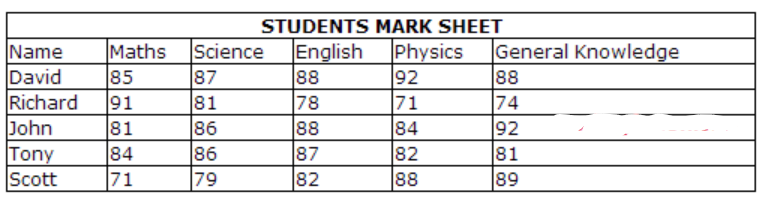 STUDENTS MARK SHEET
Name Maths Science English Physics General Knowledge
David 85 87 88 92 88
Richard 91 81 78 71 74
John 81 86 88 84 92
Tony 84 86 87 82 81
Scott 71 79 82 88 89